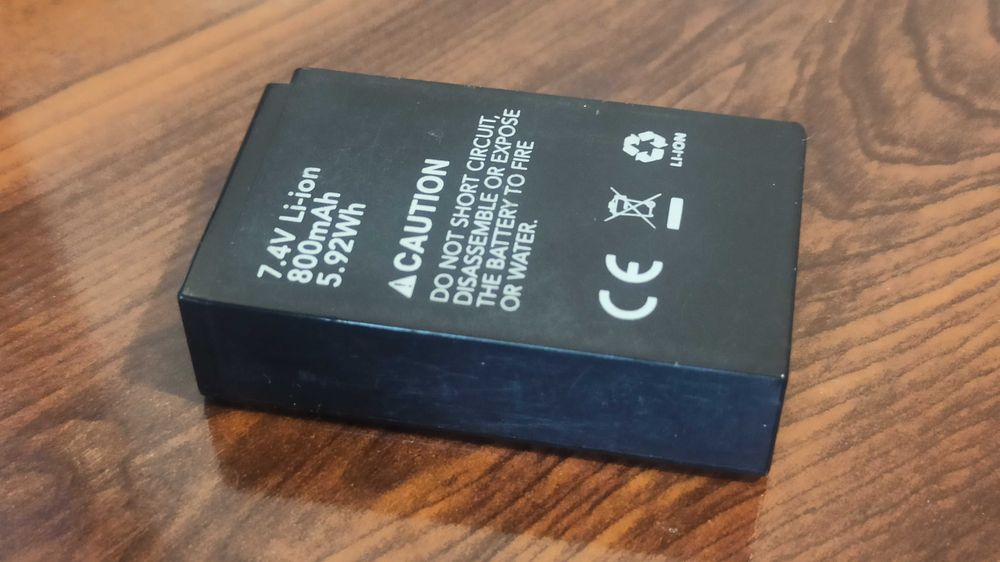 7.4V Li-ion
800mAh
5.92Wh
CAUTION
DO NOT SHORT CIRCUIT,
DISASSEMBLE OR EXPOSE
THE BATTERY TO FIRE
OR WATER.
CE
LI-ION